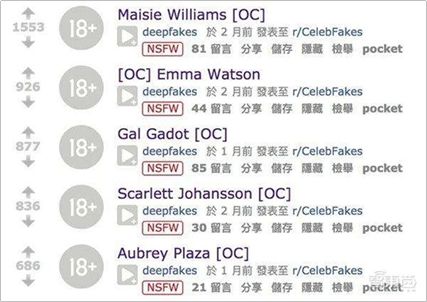 1553
18+
Maisie Williams [OC]
deepfakes 於 2 月前 發表至 r/CelebFakes
NSFW 81 留言 分享 儲存 隱藏 檢舉 pocket
926
18+
[OC] Emma Watson
deepfakes 於 2 月前 發表至 r/CelebFakes
NSFW 44 留言 分享 儲存 隱藏 檢舉 pocket
877
18+
Gal Gadot [OC]
deepfakes 於 1 月前 發表至 r/CelebFakes
NSFW 85 留言 分享 儲存 隱藏 檢舉 pocket
836
18+
Scarlett Johansson [OC]
deepfakes 於 2 月前 發表至 r/CelebFakes
NSFW 30 留言 分享 儲存 隱藏 檢舉 pocket
686
18+
Aubrey Plaza [OC]
deepfakes 於 1 月前 發表至 r/CelebFakes
NSFW 21 留言 分享 儲存 隱藏 檢舉 pocket